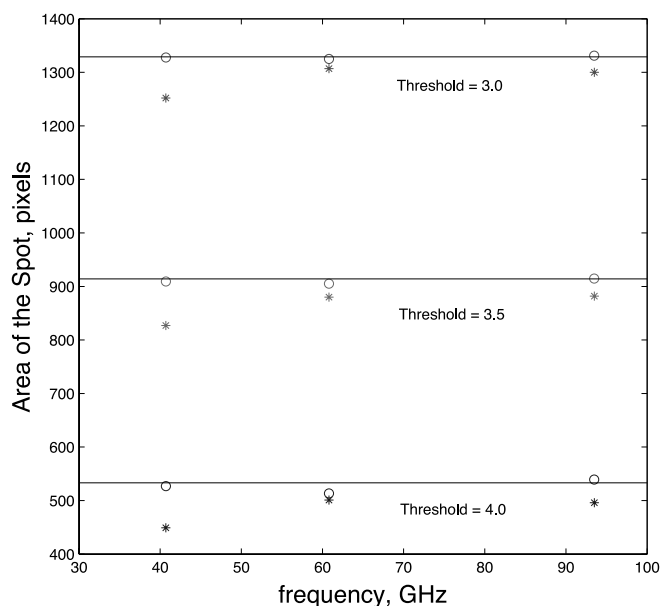 1400
1300
Threshold = 3.0
1200
1100
1000
900
Threshold = 3.5
800
700
600
500
Threshold = 4.0
400
30 40 50 60 70 80 90 100
Area of the Spot, pixels
frequency, GHz